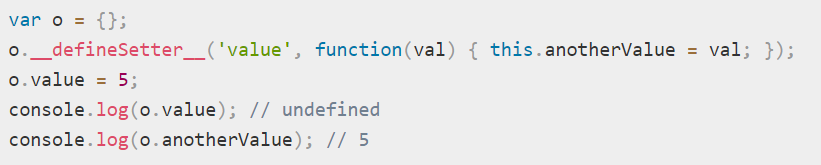 var o = {};
o.__defineSetter__('value', function(val) { this.anotherValue = val; });
o.value = 5;
console.log(o.value); // undefined
console.log(o.anotherValue); // 5